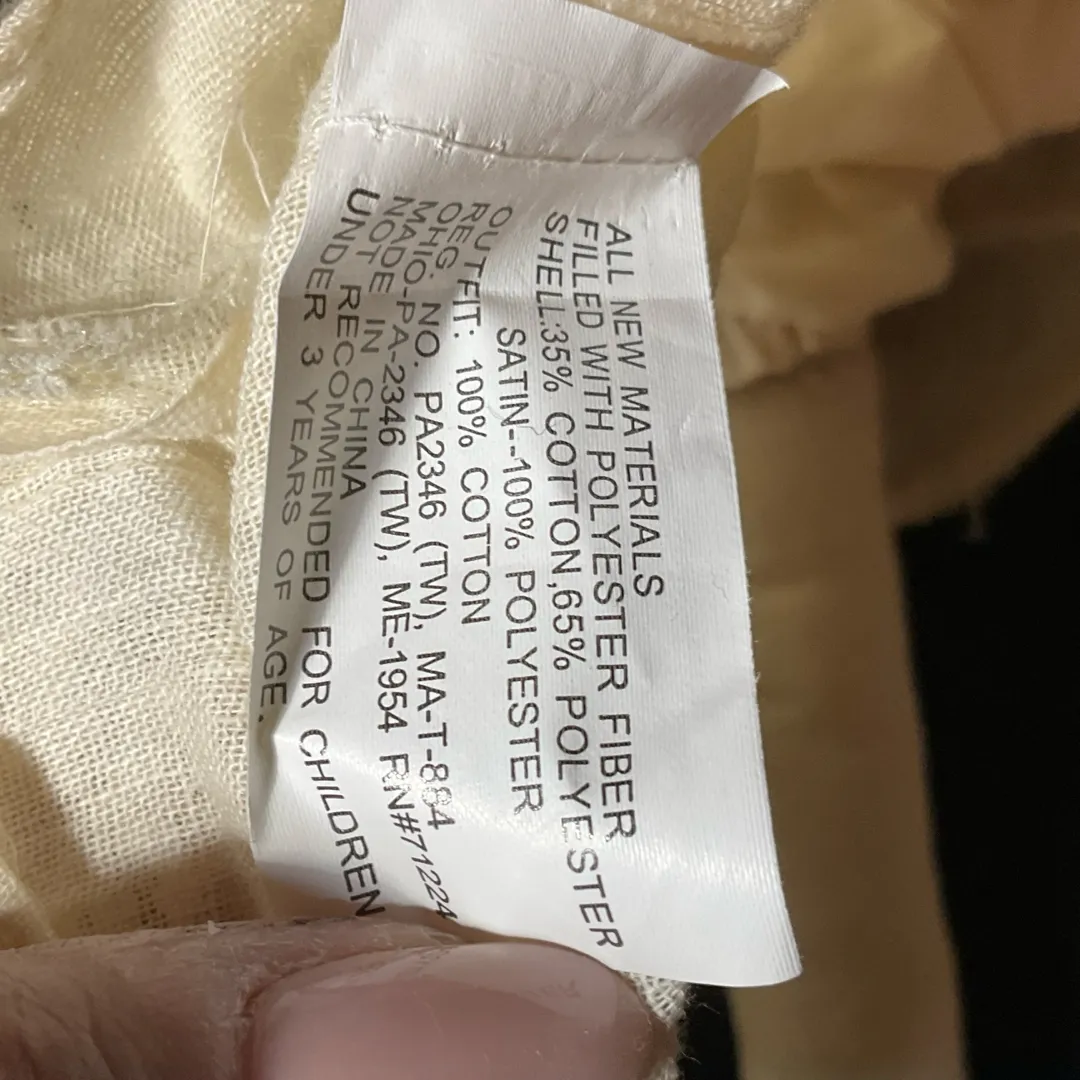 ALL NEW MATERIALS
FILLED WITH POLYESTER FIBER
SHELL:35% COTTON,65% POLYESTER
SATIN--100% POLYESTER
OUTFIT: 100% COTTON
REG. NO. PA2346 (TW), MA-T-884
OHIO-PA-2346 (TW), ME-1954 RN#71224
MADE IN CHINA
NOT RECOMMENDED FOR CHILDREN
UNDER 3 YEARS OF AGE.